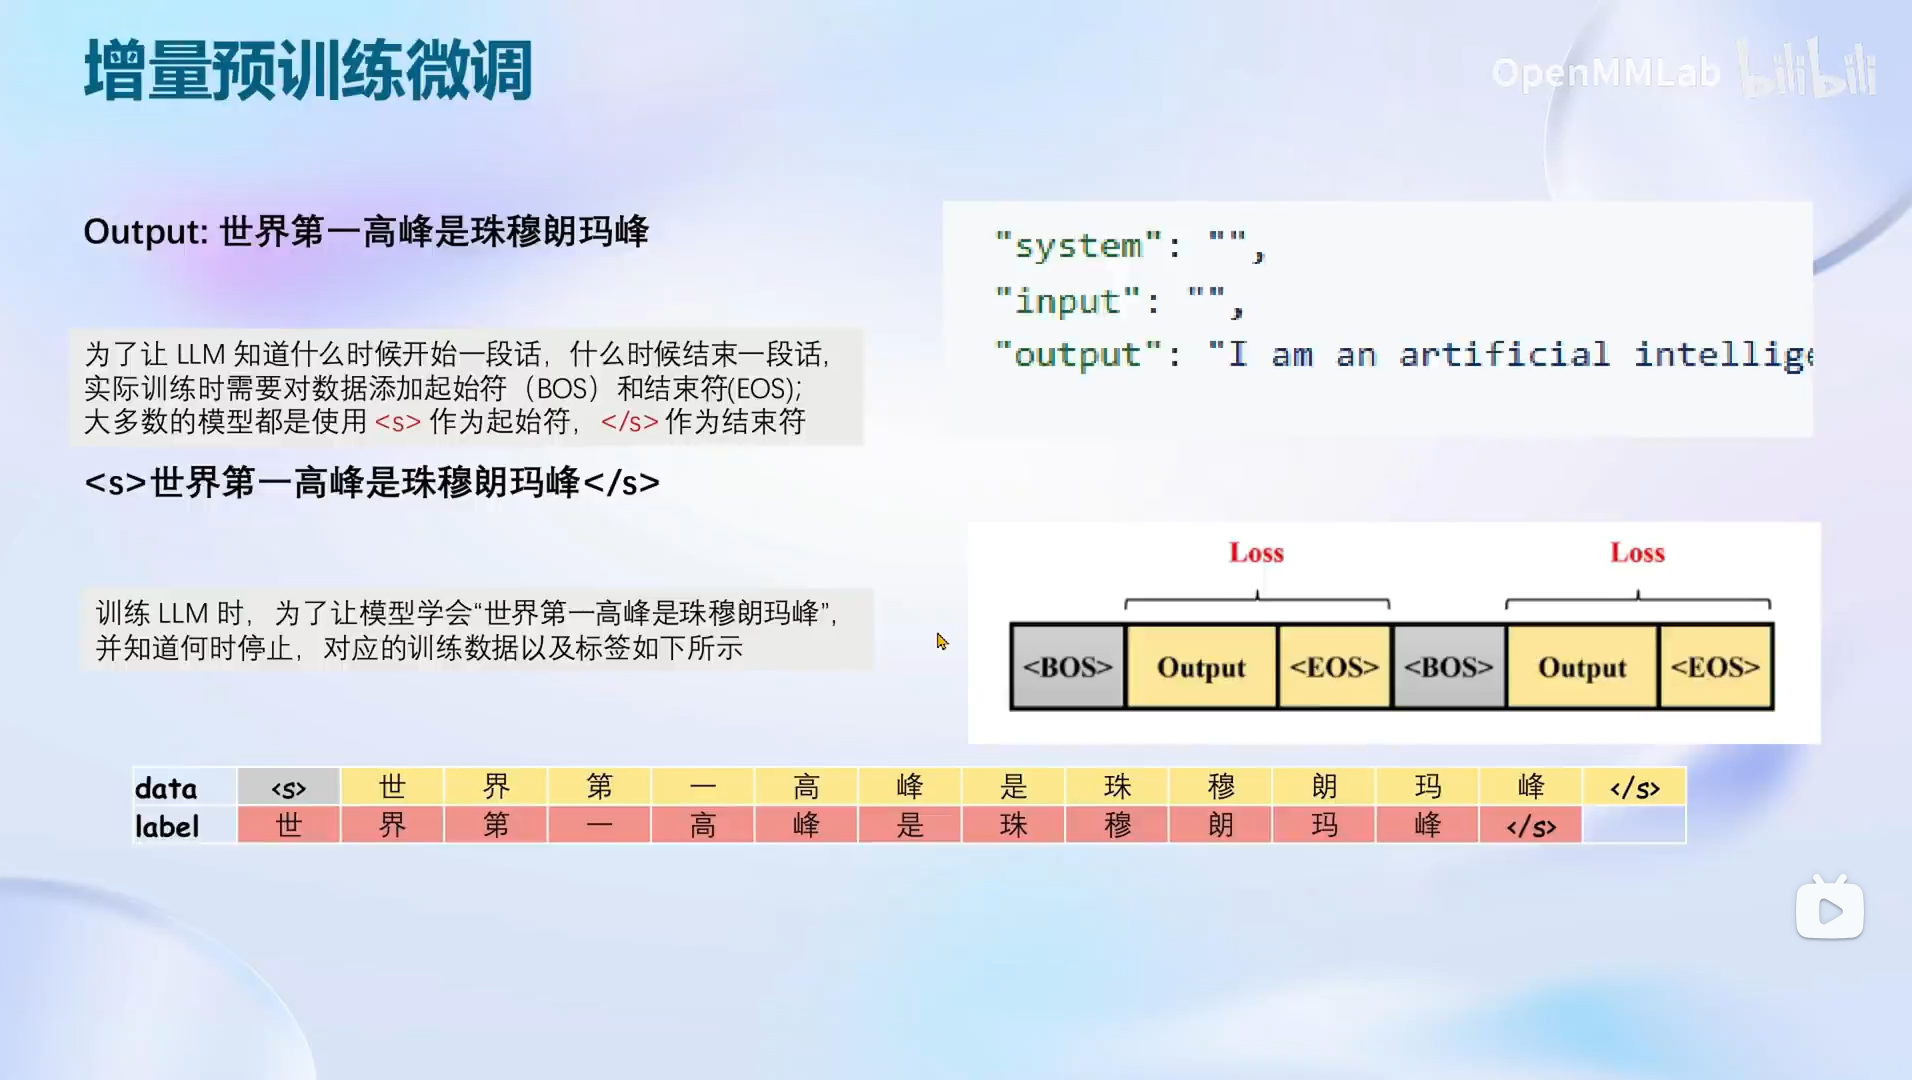 增量预训练微调
OpenMMLab bilibili
Output: 世界第一高峰是珠穆朗玛峰
"system": "",
"input": "",
"output": "I am an artificial intellige
为了让 LLM 知道什么时候开始一段话，什么时候结束一段话，
实际训练时需要对数据添加起始符（BOS）和结束符(EOS);
大多数的模型都是使用 <s> 作为起始符，</s> 作为结束符
<s>世界第一高峰是珠穆朗玛峰</s>
训练 LLM 时，为了让模型学会“世界第一高峰是珠穆朗玛峰”，
并知道何时停止，对应的训练数据以及标签如下所示
Loss Loss
<BOS> Output <EOS> <BOS> Output <EOS>
data <s> 世 界 第 一 高 峰 是 珠 穆 朗 玛 峰 </s>
label 世 界 第 一 高 峰 是 珠 穆 朗 玛 峰 </s>